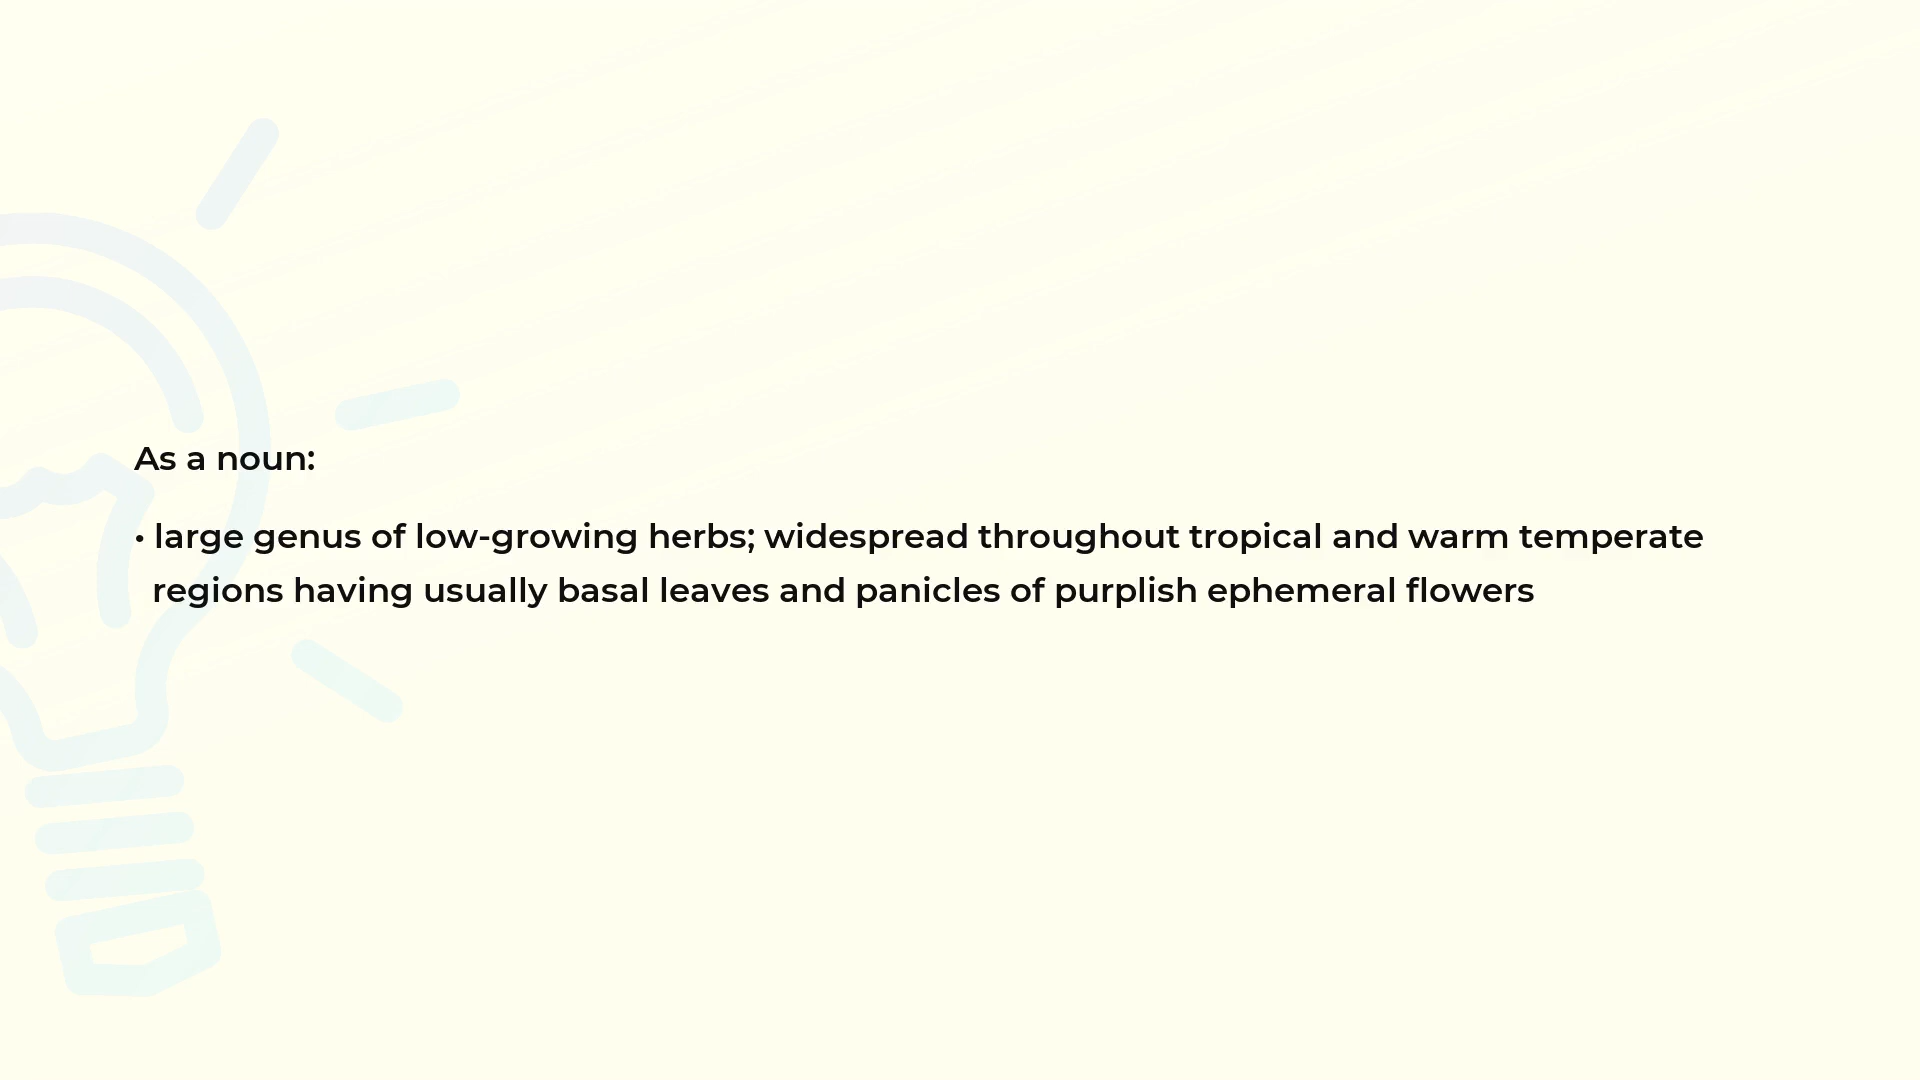 As a noun:
• large genus of low-growing herbs; widespread throughout tropical and warm temperate
regions having usually basal leaves and panicles of purplish ephemeral flowers